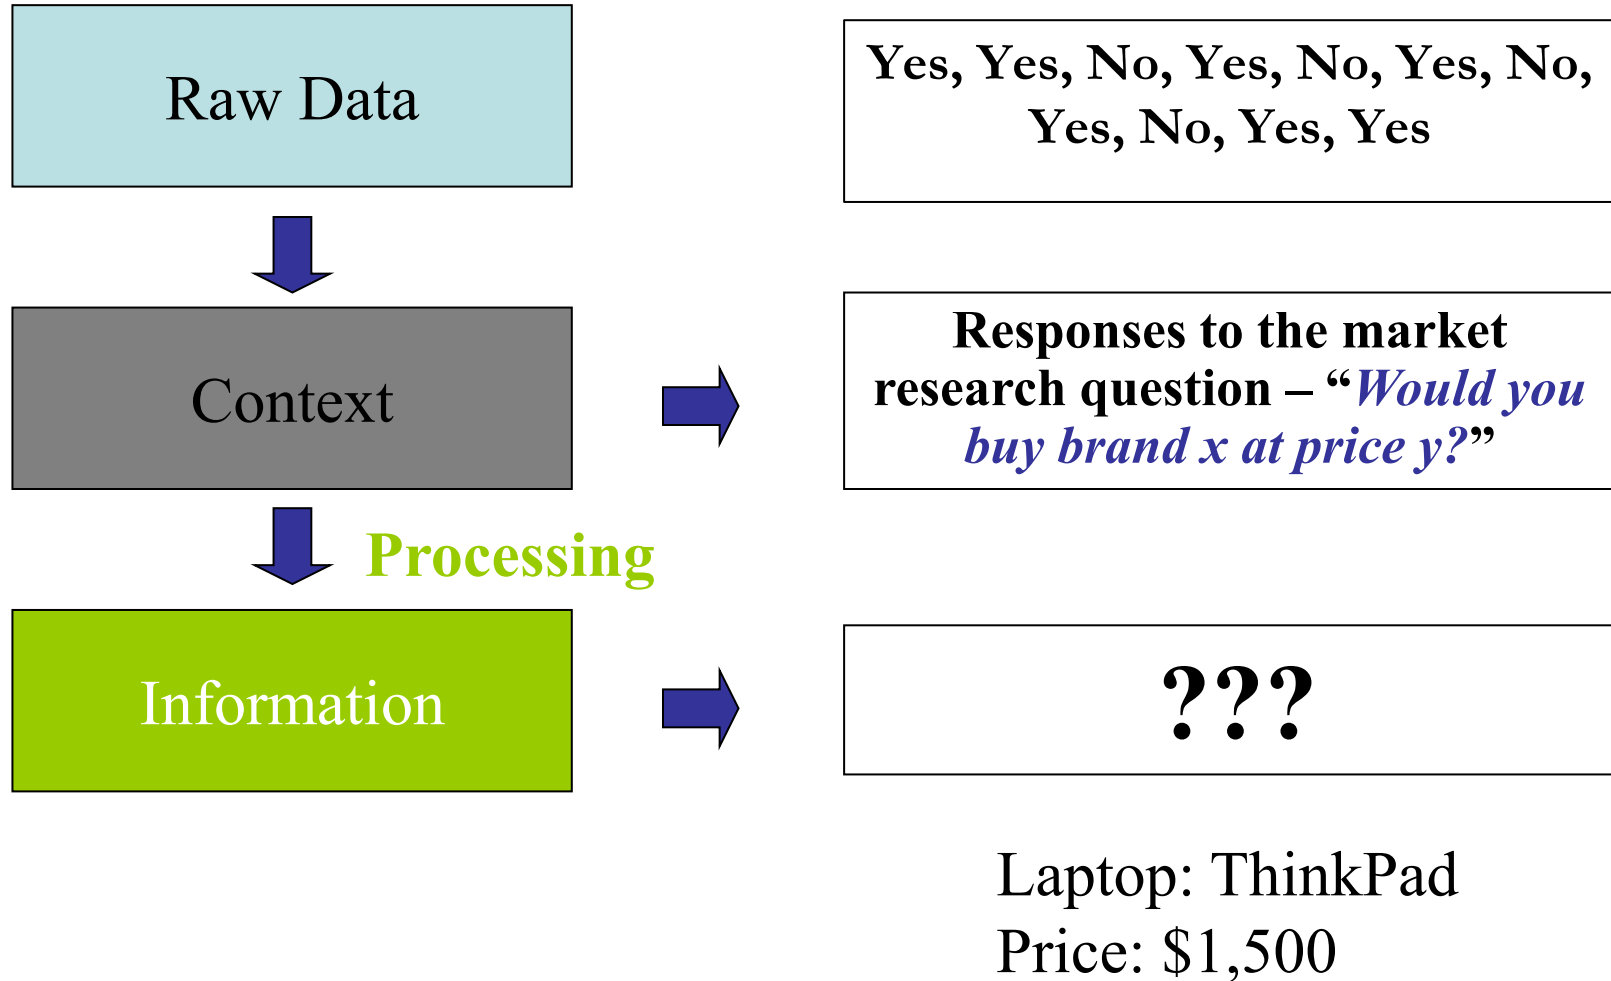 Raw Data
Yes, Yes, No, Yes, No, Yes, No,
Yes, No, Yes, Yes
Context
Responses to the market
research question – “Would you
buy brand x at price y?”
Processing
Information
???
Laptop: ThinkPad
Price: $1,500